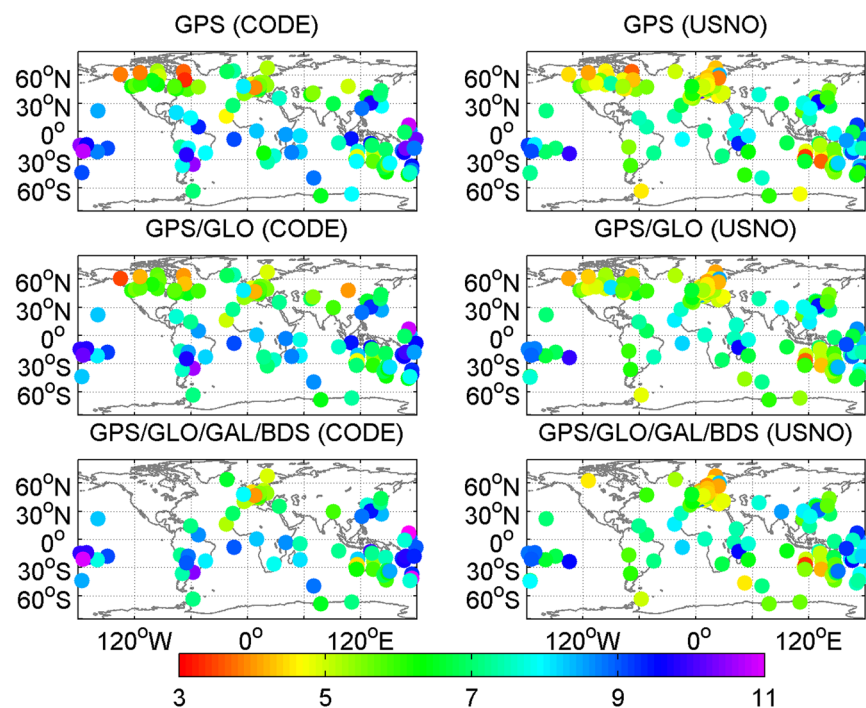 GPS (CODE) GPS (USNO)
60°N 60°N
30°N 30°N
0° 0°
30°S 30°S
60°S 60°S
GPS/GLO (CODE) GPS/GLO (USNO)
60°N 60°N
30°N 30°N
0° 0°
30°S 30°S
60°S 60°S
GPS/GLO/GAL/BDS (CODE) GPS/GLO/GAL/BDS (USNO)
60°N 60°N
30°N 30°N
0° 0°
30°S 30°S
60°S 60°S
120°W 0° 120°E 120°W 0° 120°E
3 5 7 9 11